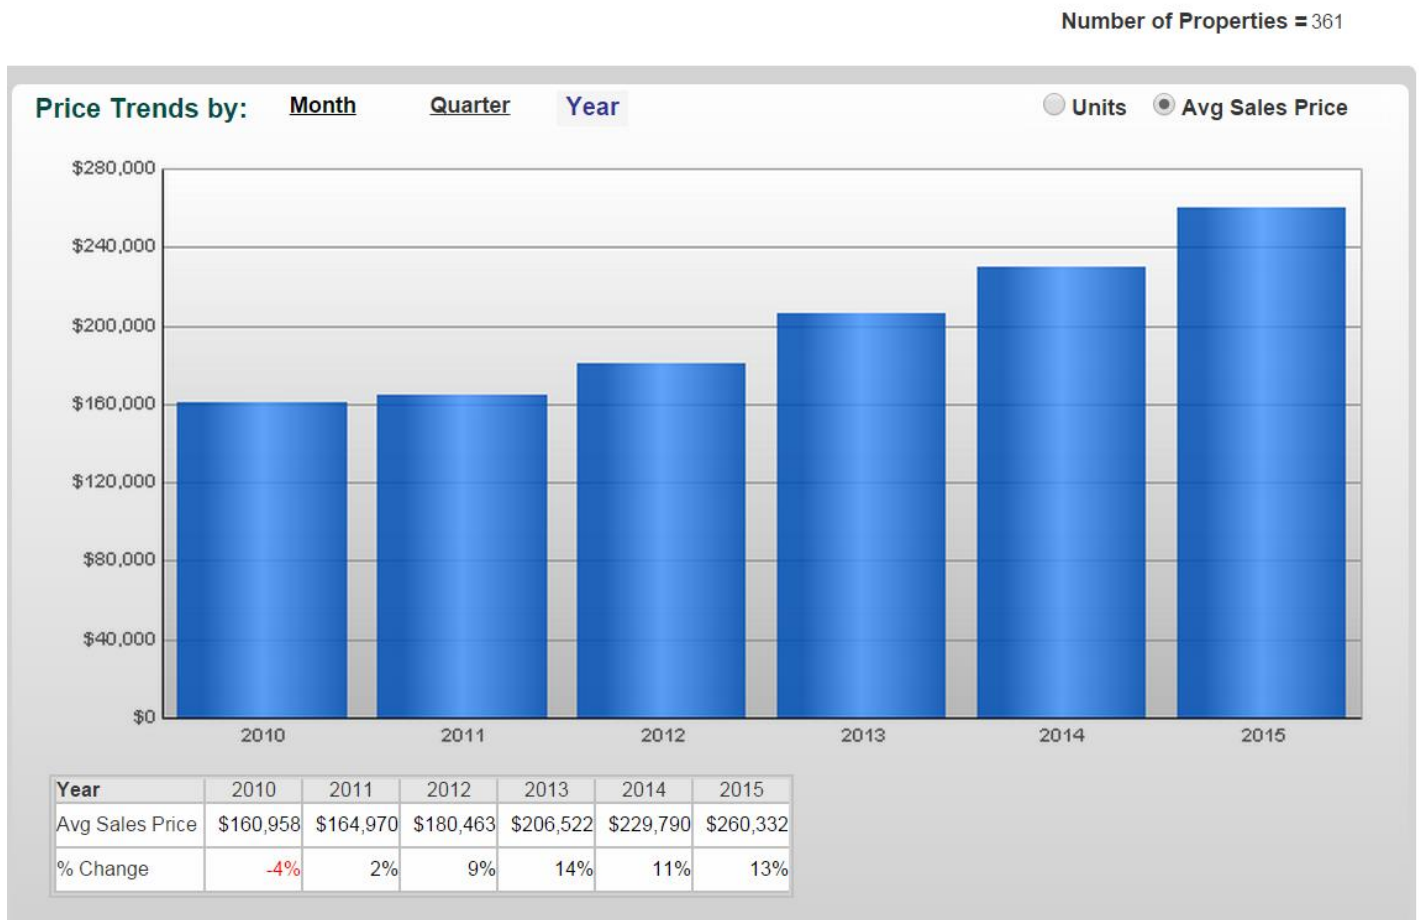 Number of Properties = 361
Price Trends by: Month Quarter Year Units Avg Sales Price
$280,000
$240,000
$200,000
$160,000
$120,000
$80,000
$40,000
$0
2010 2011 2012 2013 2014 2015
Year 2010 2011 2012 2013 2014 2015
Avg Sales Price $160,958 $164,970 $180,463 $206,522 $229,790 $260,332
% Change -4% 2% 9% 14% 11% 13%